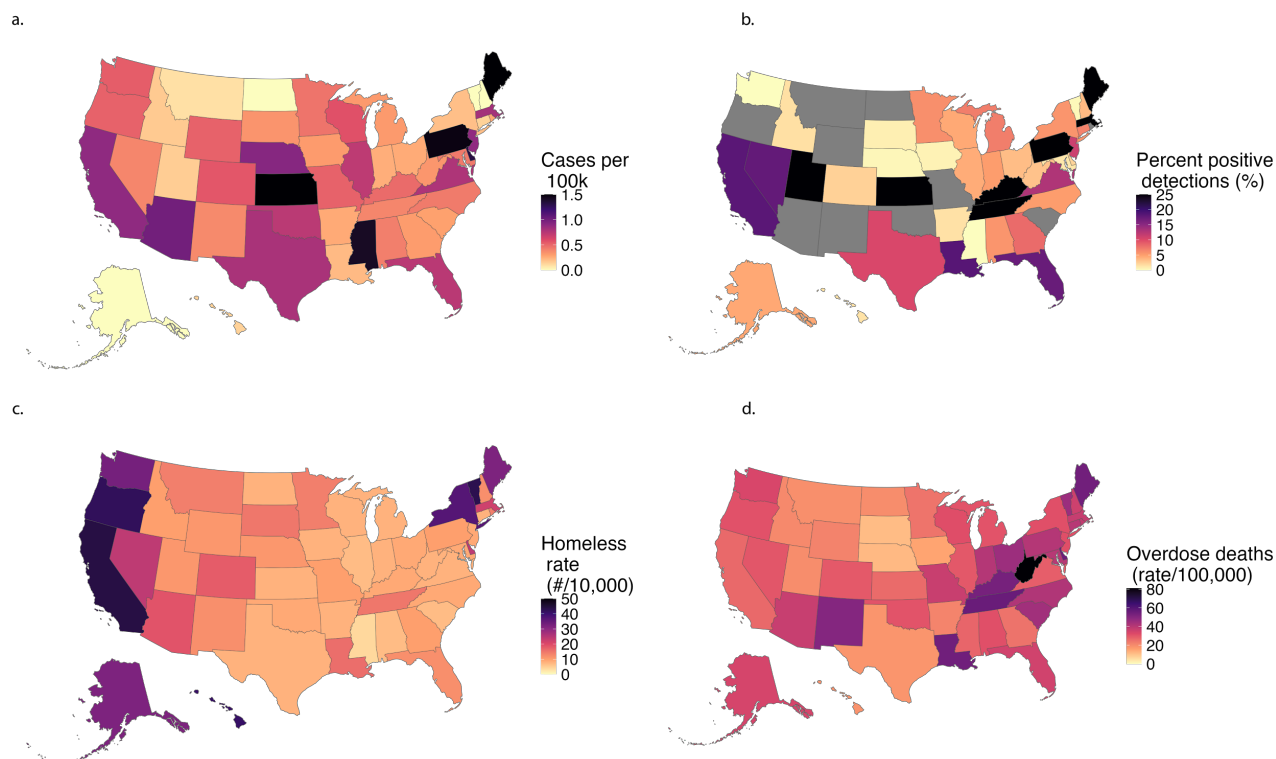 a.
Cases per
100k
1.5
1.0
0.5
0.0
b.
Percent positive
detections (%)
25
20
15
10
5
0
c.
Homeless
rate
(#/10,000)
50
40
30
20
10
0
d.
Overdose deaths
(rate/100,000)
80
60
40
20
0